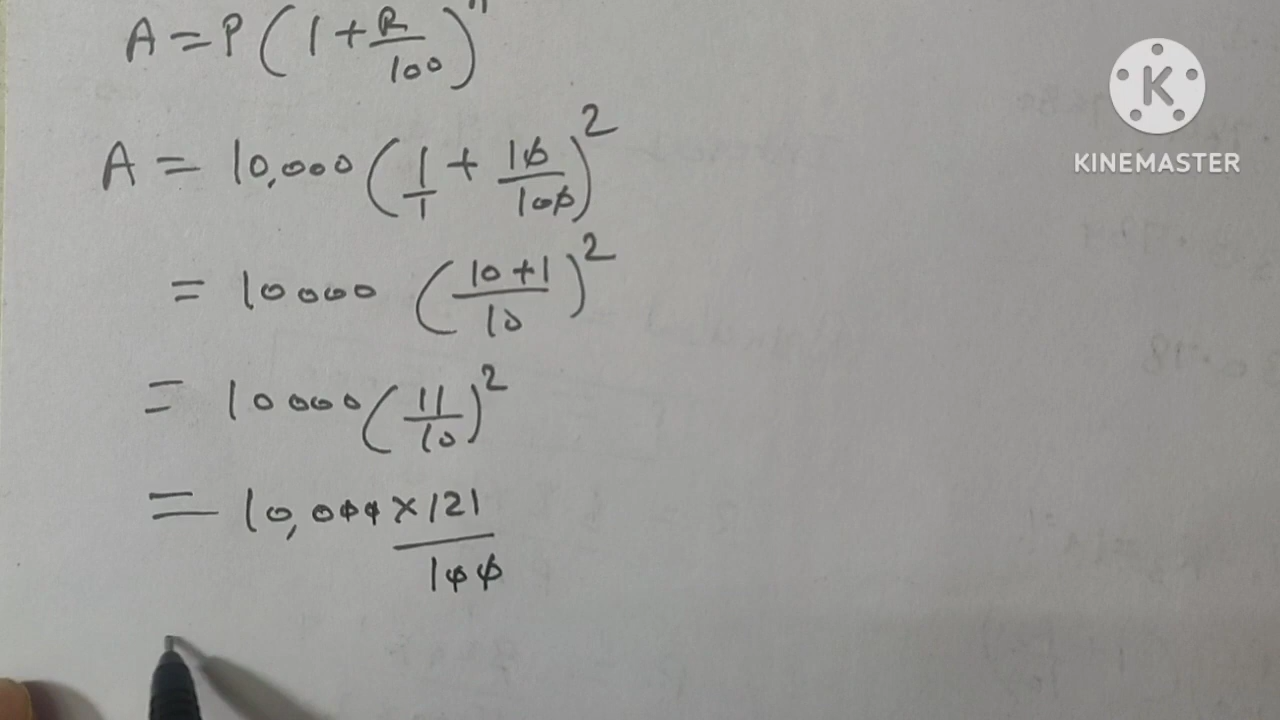 A = P ( 1 + R/100 )^n
A = 10,000 ( 1/1 + 10/100 )^2
= 10000 ( 10+1/10 )^2
= 10000 ( 11/10 )^2
= 10,000 × 121/100
K
KINEMASTER